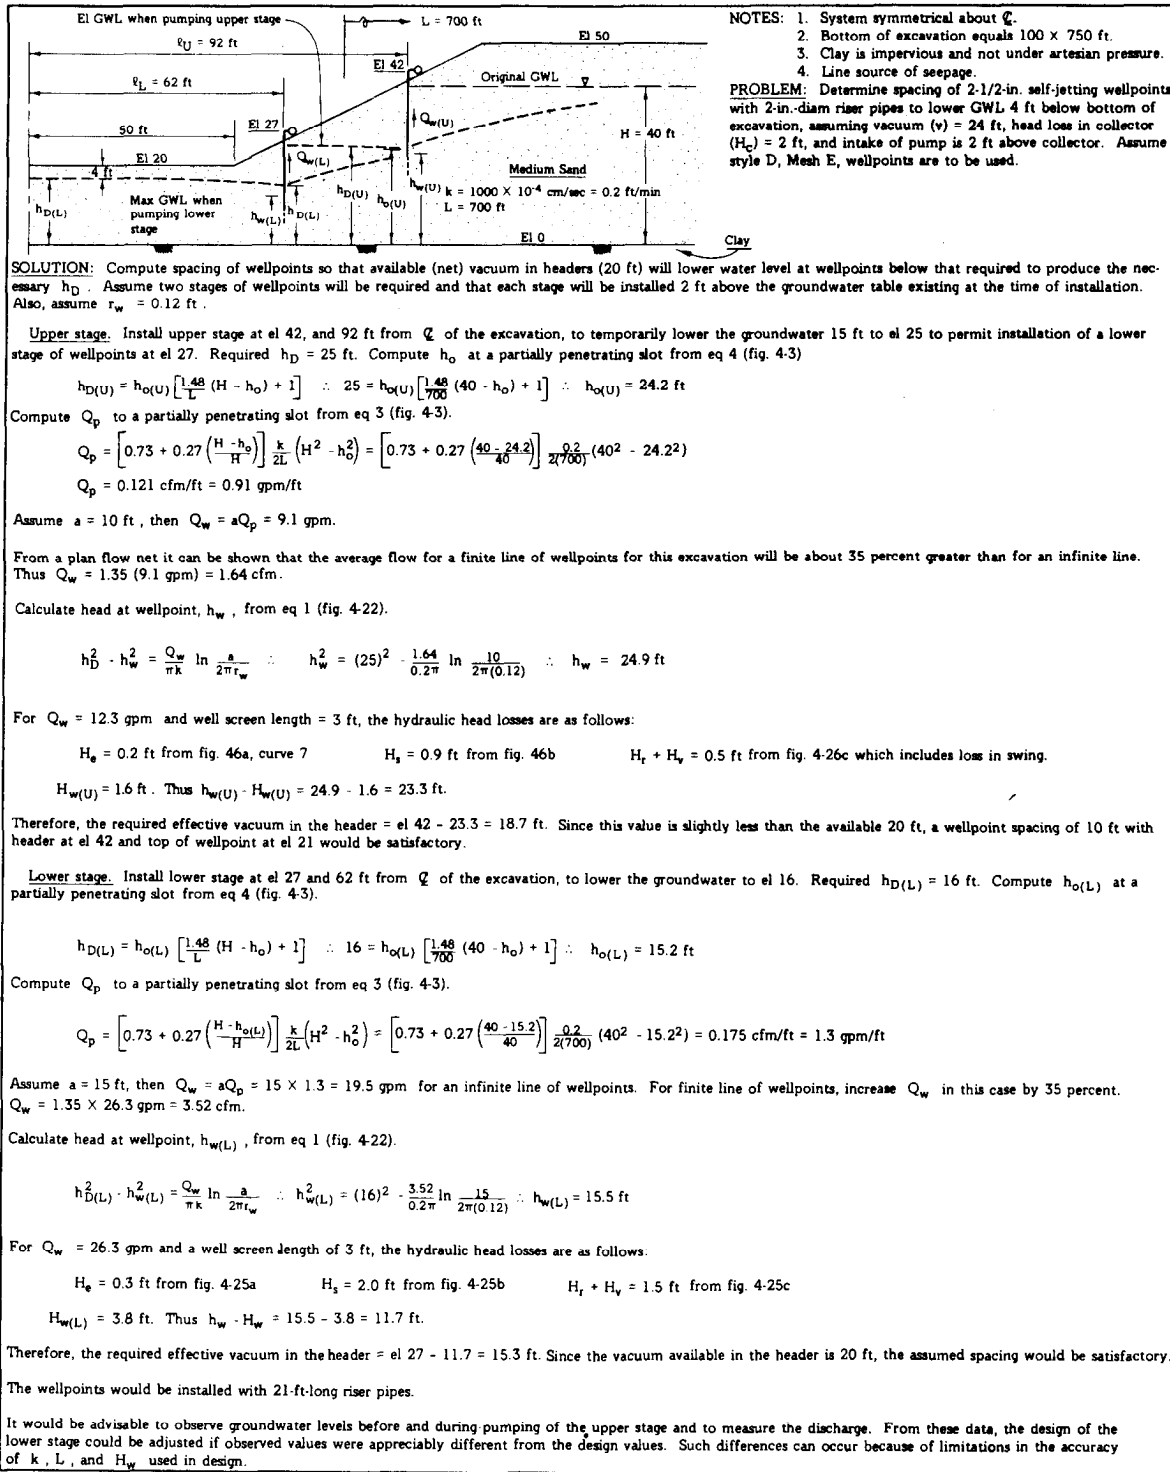 El GWL when pumping upper stage
L = 700 ft
ℓU = 92 ft
El 50
El 42
ℓL = 62 ft
Original GWL
50 ft
El 27
Qw(U)
H = 40 ft
El 20
Qw(L)
4 ft
Medium Sand
hD(L)
Max GWL when
pumping lower
stage
hw(L)
hD(L)
hD(U)
ho(U)
hw(U)
k = 1000 × 10⁻⁴ cm/sec = 0.2 ft/min
L = 700 ft
El 0
Clay
NOTES: 1. System symmetrical about ℄.
2. Bottom of excavation equals 100 × 750 ft.
3. Clay is impervious and not under artesian pressure.
4. Line source of seepage.
PROBLEM: Determine spacing of 2-1/2-in. self-jetting wellpoints
with 2-in.-diam riser pipes to lower GWL 4 ft below bottom of
excavation, assuming vacuum (v) = 24 ft, head loss in collector
(Hc) = 2 ft, and intake of pump is 2 ft above collector. Assume
style D, Mesh E, wellpoints are to be used.
SOLUTION: Compute spacing of wellpoints so that available (net) vacuum in headers (20 ft) will lower water level at wellpoints below that required to produce the nec-
essary hD . Assume two stages of wellpoints will be required and that each stage will be installed 2 ft above the groundwater table existing at the time of installation.
Also, assume rw = 0.12 ft .
Upper stage. Install upper stage at el 42, and 92 ft from ℄ of the excavation, to temporarily lower the groundwater 15 ft to el 25 to permit installation of a lower
stage of wellpoints at el 27. Required hD = 25 ft. Compute ho at a partially penetrating slot from eq 4 (fig. 4-3)
hD(U) = ho(U) [1.48/L (H - ho) + 1] ∴ 25 = ho(U) [1.48/700 (40 - ho) + 1] ∴ ho(U) = 24.2 ft
Compute Qp to a partially penetrating slot from eq 3 (fig. 4-3).
Qp = [0.73 + 0.27 ((H - ho)/H)] k/2L (H² - ho²) = [0.73 + 0.27 ((40 - 24.2)/40)] 0.2/2(700) (40² - 24.2²)
Qp = 0.121 cfm/ft = 0.91 gpm/ft
Assume a = 10 ft , then Qw = aQp = 9.1 gpm.
From a plan flow net it can be shown that the average flow for a finite line of wellpoints for this excavation will be about 35 percent greater than for an infinite line.
Thus Qw = 1.35 (9.1 gpm) = 1.64 cfm.
Calculate head at wellpoint, hw , from eq 1 (fig. 4-22).
hD² - hw² = Qw/πk ln a/2πrw ∴ hw² = (25)² - 1.64/0.2π ln 10/2π(0.12) ∴ hw = 24.9 ft
For Qw = 12.3 gpm and well screen length = 3 ft, the hydraulic head losses are as follows:
He = 0.2 ft from fig. 46a, curve 7 Hs = 0.9 ft from fig. 46b Hr + Hv = 0.5 ft from fig. 4-26c which includes loss in swing.
Hw(U) = 1.6 ft . Thus hw(U) - Hw(U) = 24.9 - 1.6 = 23.3 ft.
Therefore, the required effective vacuum in the header = el 42 - 23.3 = 18.7 ft. Since this value is slightly less than the available 20 ft, a wellpoint spacing of 10 ft with
header at el 42 and top of wellpoint at el 21 would be satisfactory.
Lower stage. Install lower stage at el 27 and 62 ft from ℄ of the excavation, to lower the groundwater to el 16. Required hD(L) = 16 ft. Compute ho(L) at a
partially penetrating slot from eq 4 (fig. 4-3).
hD(L) = ho(L) [1.48/L (H - ho) + 1] ∴ 16 = ho(L) [1.48/700 (40 - ho) + 1] ∴ ho(L) = 15.2 ft
Compute Qp to a partially penetrating slot from eq 3 (fig. 4-3).
Qp = [0.73 + 0.27 ((H - ho(L))/H)] k/2L (H² - ho²) = [0.73 + 0.27 ((40 - 15.2)/40)] 0.2/2(700) (40² - 15.2²) = 0.175 cfm/ft = 1.3 gpm/ft
Assume a = 15 ft, then Qw = aQp = 15 × 1.3 = 19.5 gpm for an infinite line of wellpoints. For finite line of wellpoints, increase Qw in this case by 35 percent.
Qw = 1.35 × 26.3 gpm = 3.52 cfm.
Calculate head at wellpoint, hw(L) , from eq 1 (fig. 4-22).
hD(L)² - hw(L)² = Qw/πk ln a/2πrw ∴ hw(L)² = (16)² - 3.52/0.2π ln 15/2π(0.12) ∴ hw(L) = 15.5 ft
For Qw = 26.3 gpm and a well screen length of 3 ft, the hydraulic head losses are as follows:
He = 0.3 ft from fig. 4-25a Hs = 2.0 ft from fig. 4-25b Hr + Hv = 1.5 ft from fig. 4-25c
Hw(L) = 3.8 ft. Thus hw - Hw = 15.5 - 3.8 = 11.7 ft.
Therefore, the required effective vacuum in the header = el 27 - 11.7 = 15.3 ft. Since the vacuum available in the header is 20 ft, the assumed spacing would be satisfactory.
The wellpoints would be installed with 21-ft-long riser pipes.
It would be advisable to observe groundwater levels before and during pumping of the upper stage and to measure the discharge. From these data, the design of the
lower stage could be adjusted if observed values were appreciably different from the design values. Such differences can occur because of limitations in the accuracy
of k , L , and Hw used in design.